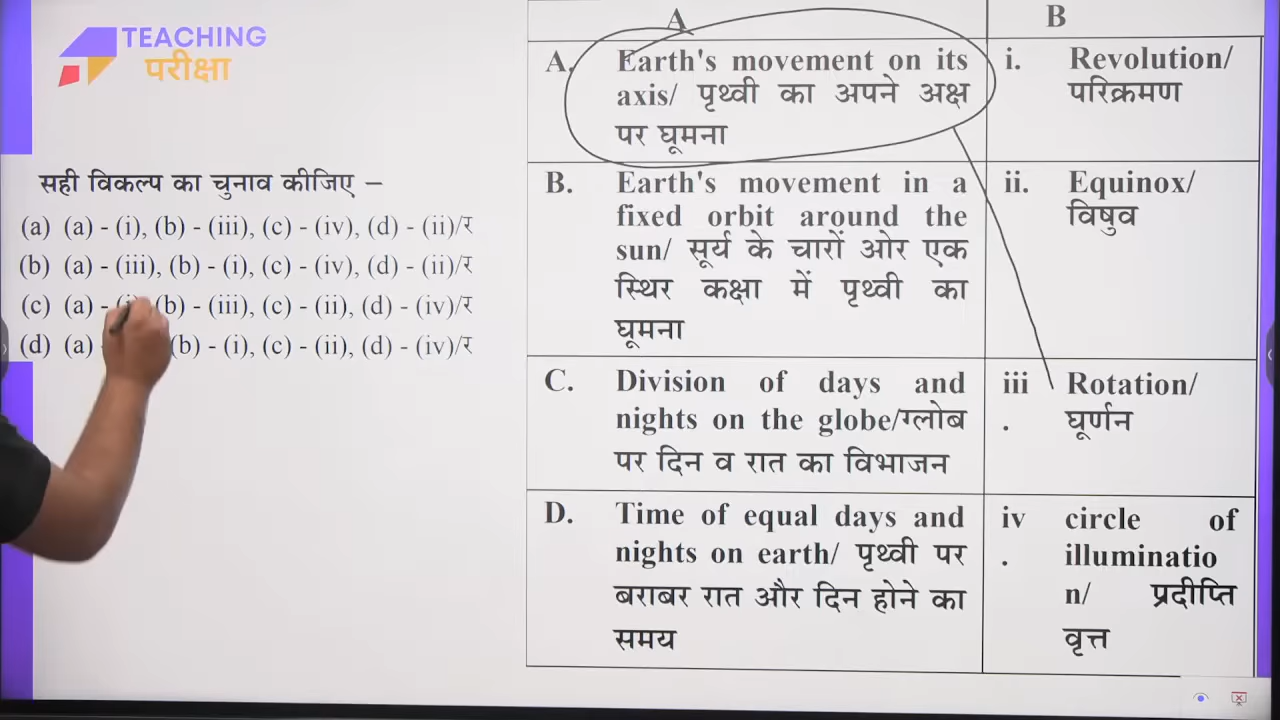 TEACHING
परीक्षा
सही विकल्प का चुनाव कीजिए –
(a) (a) - (i), (b) - (iii), (c) - (iv), (d) - (ii)/र
(b) (a) - (iii), (b) - (i), (c) - (iv), (d) - (ii)/र
(c) (a) - (i), (b) - (iii), (c) - (ii), (d) - (iv)/र
(d) (a) - (b) - (i), (c) - (ii), (d) - (iv)/र
A
B
A. Earth's movement on its
axis/ पृथ्वी का अपने अक्ष
पर घूमना
i. Revolution/
परिक्रमण
B. Earth's movement in a
fixed orbit around the
sun/ सूर्य के चारों ओर एक
स्थिर कक्षा में पृथ्वी का
घूमना
ii. Equinox/
विषुव
C. Division of days and
nights on the globe/ग्लोब
पर दिन व रात का विभाजन
iii Rotation/
. घूर्णन
D. Time of equal days and
nights on earth/ पृथ्वी पर
बराबर रात और दिन होने का
समय
iv circle of
. illuminatio
n/ प्रदीप्ति
वृत्त